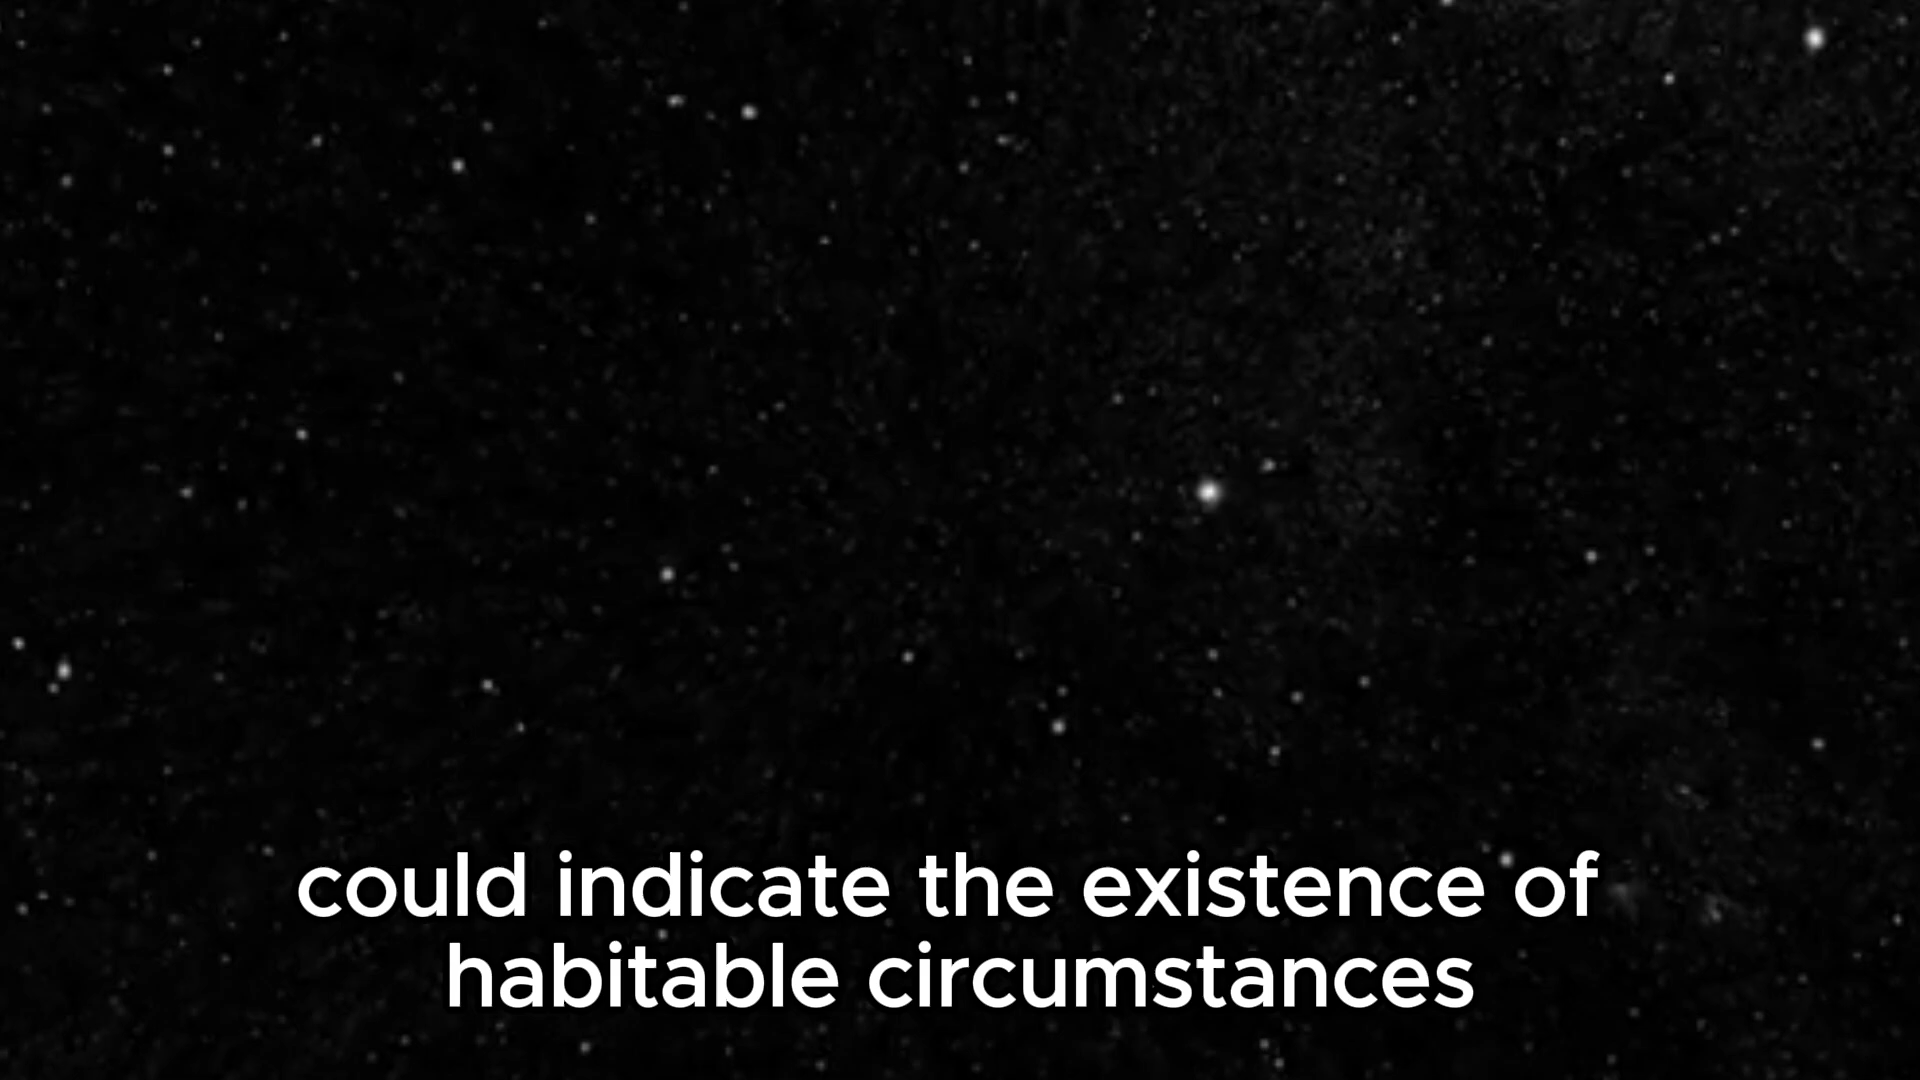 could indicate the existence of
habitable circumstances